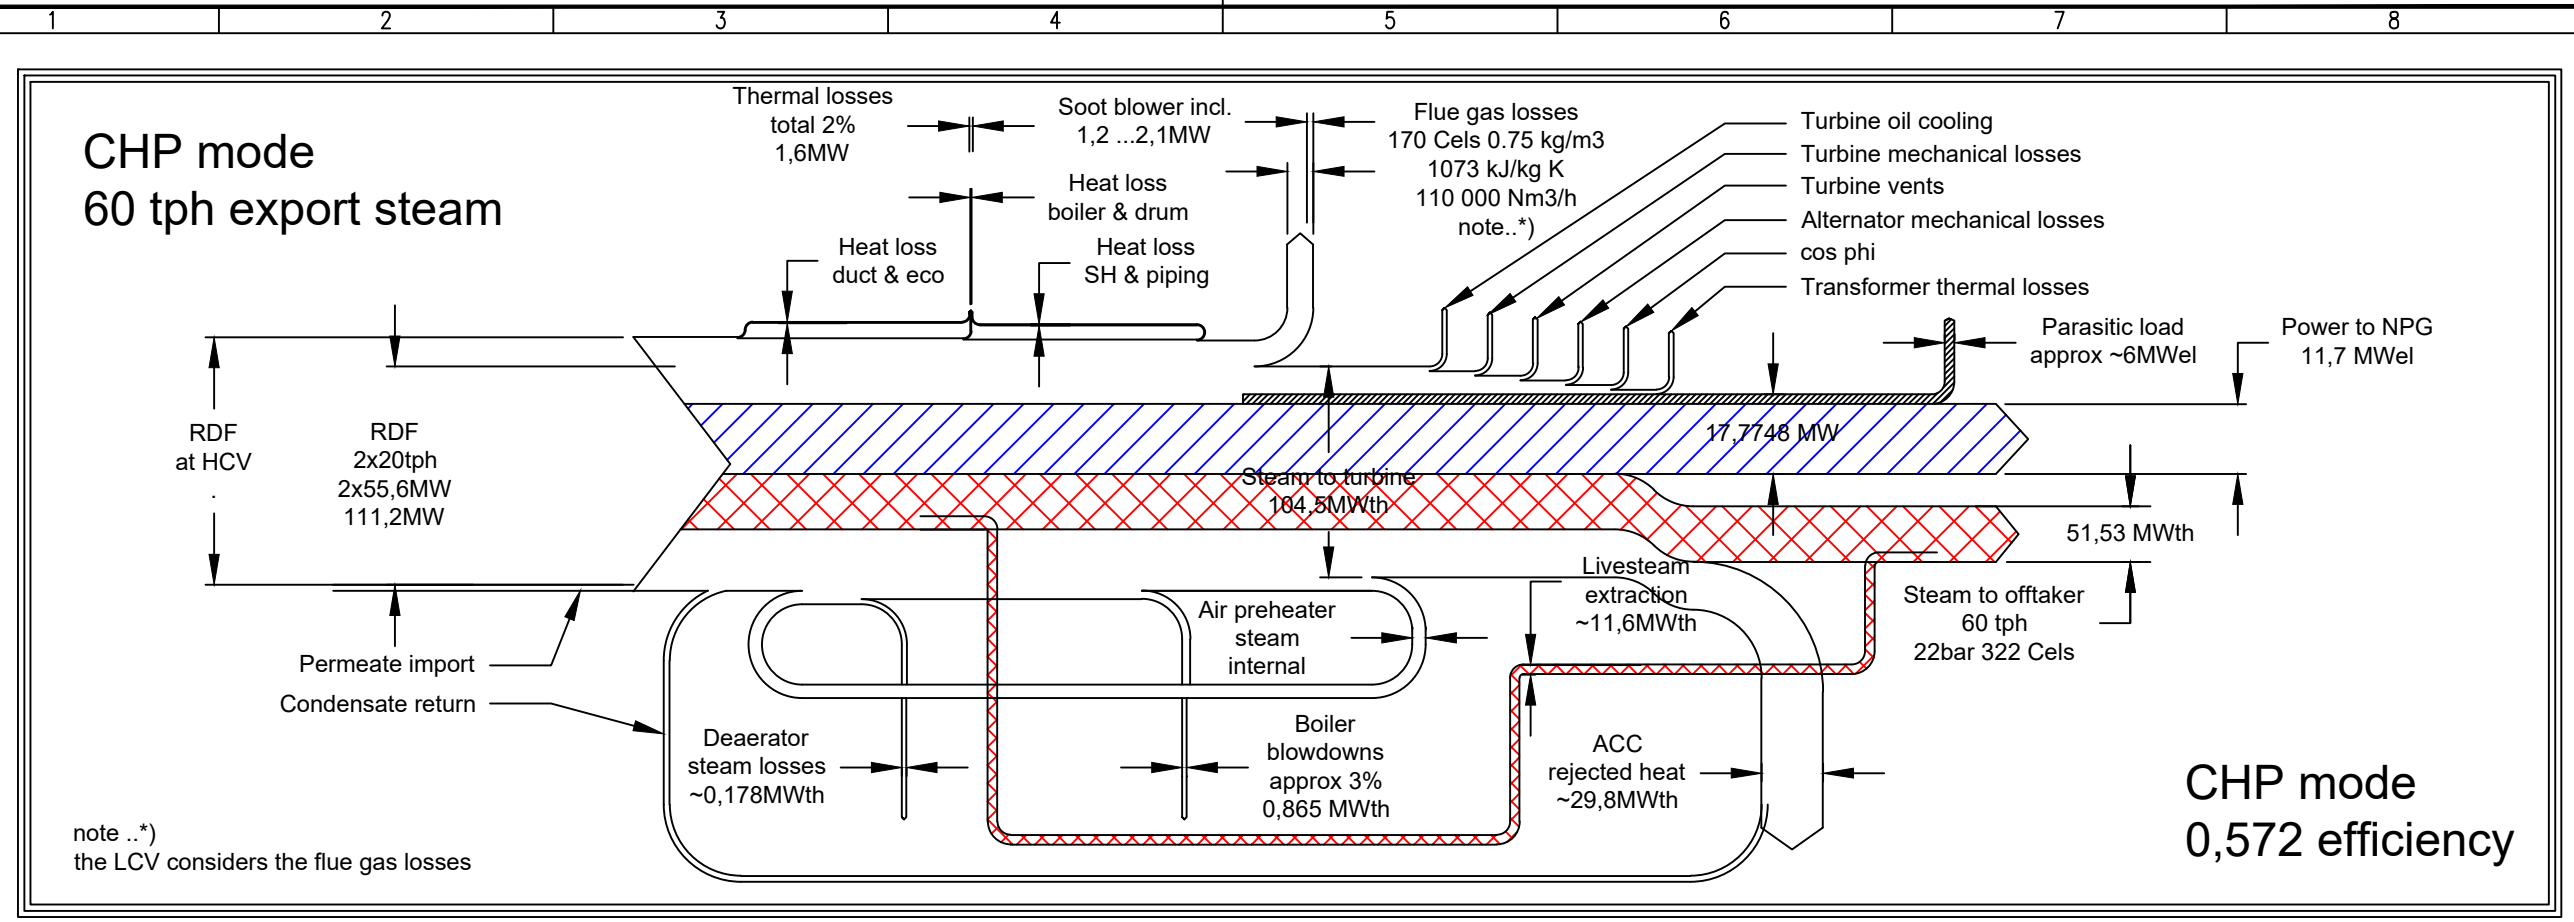 1
2
3
4
5
6
7
8
CHP mode
60 tph export steam
Thermal losses
total 2%
1,6MW
Soot blower incl.
1,2 ...2,1MW
Flue gas losses
170 Cels 0.75 kg/m3
1073 kJ/kg K
110 000 Nm3/h
note..*)
Turbine oil cooling
Turbine mechanical losses
Turbine vents
Alternator mechanical losses
cos phi
Transformer thermal losses
Heat loss
boiler & drum
Heat loss
duct & eco
Heat loss
SH & piping
Parasitic load
approx ~6MWel
Power to NPG
11,7 MWel
RDF
at HCV
.
RDF
2x20tph
2x55,6MW
111,2MW
17,7748 MW
Steam to turbine
104,5MWth
51,53 MWth
Livesteam
extraction
~11,6MWth
Steam to offtaker
60 tph
22bar 322 Cels
Air preheater
steam
internal
Permeate import
Condensate return
Deaerator
steam losses
~0,178MWth
Boiler
blowdowns
approx 3%
0,865 MWth
ACC
rejected heat
~29,8MWth
CHP mode
0,572 efficiency
note ..*)
the LCV considers the flue gas losses